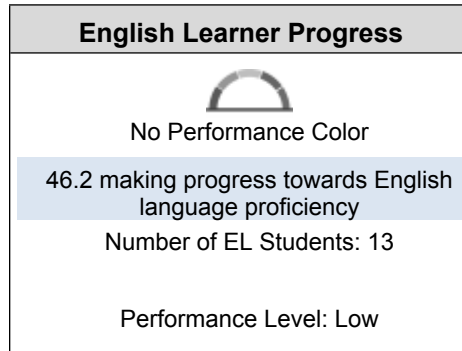 English Learner Progress
No Performance Color
46.2 making progress towards English
language proficiency
Number of EL Students: 13
Performance Level: Low